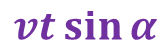 vt sin α